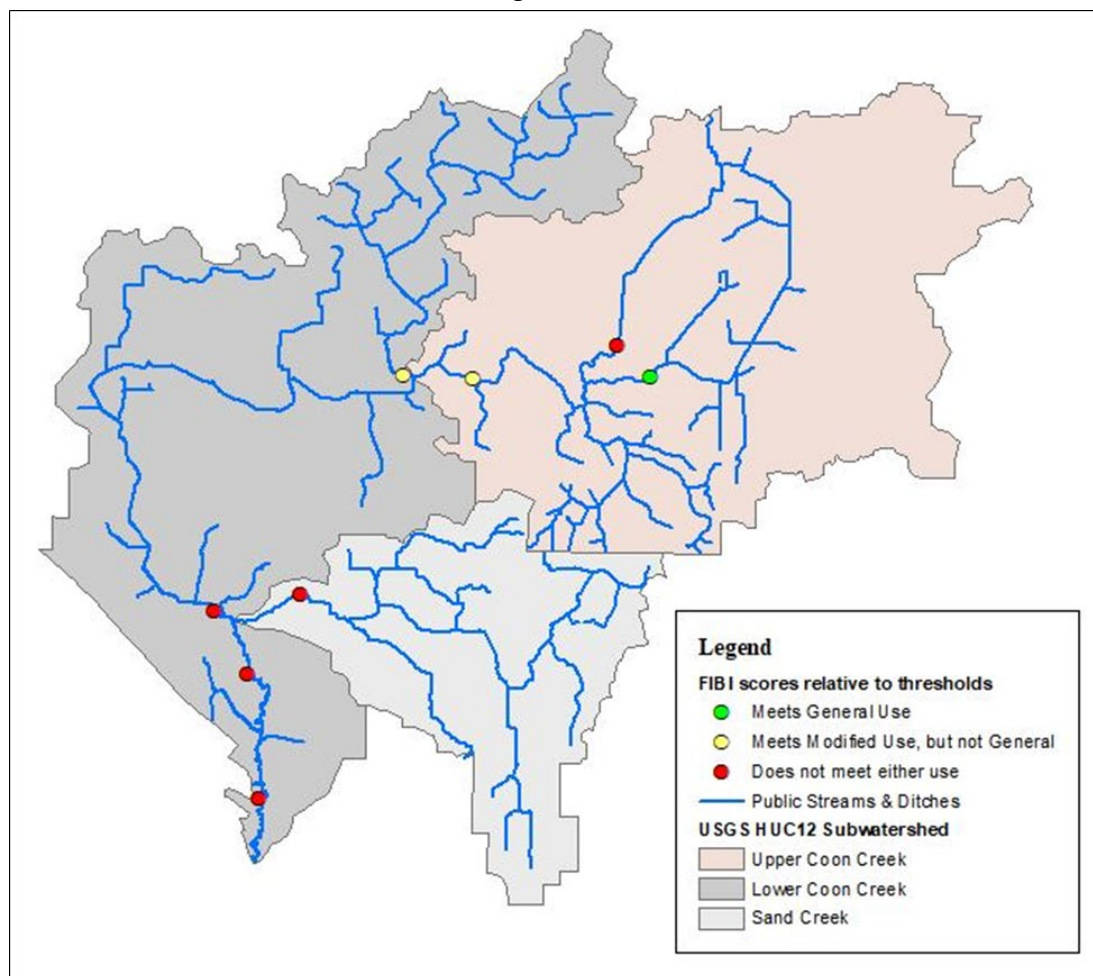 Legend
FIBI scores relative to thresholds
Meets General Use
Meets Modified Use, but not General
Does not meet either use
Public Streams & Ditches
USGS HUC12 Subwatershed
Upper Coon Creek
Lower Coon Creek
Sand Creek